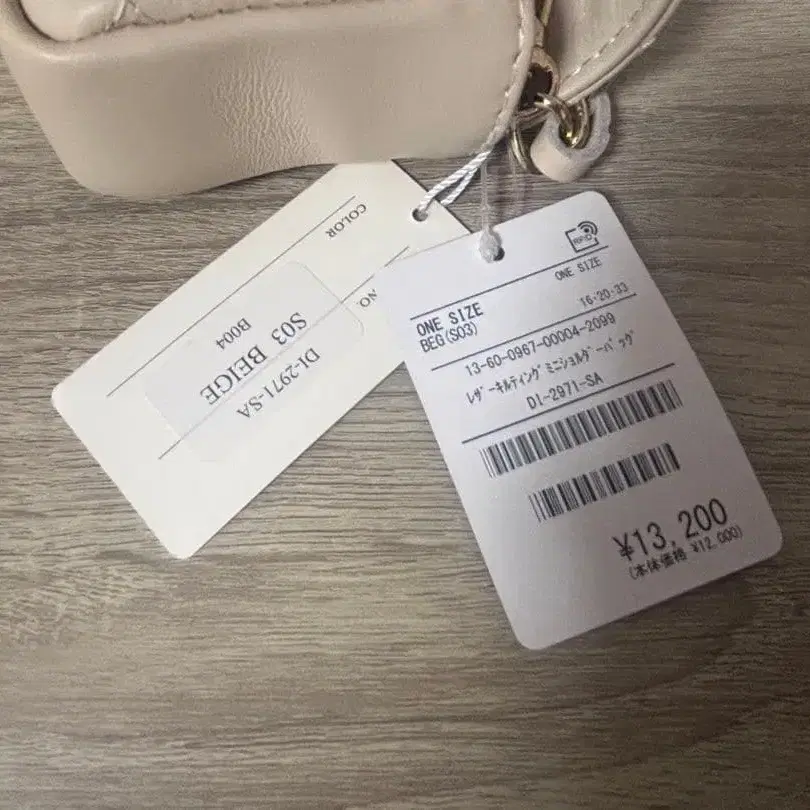 COLOR
NO.
DI-2971-SA
S03 BEIGE
B004
RFID
ONE SIZE
ONE SIZE
BEG(S03)
16-20-33
13-60-0967-00004-2099
レザーキルティングミニショルダーバッグ
DI-2971-SA
¥13,200
(本体価格 ¥12,000)